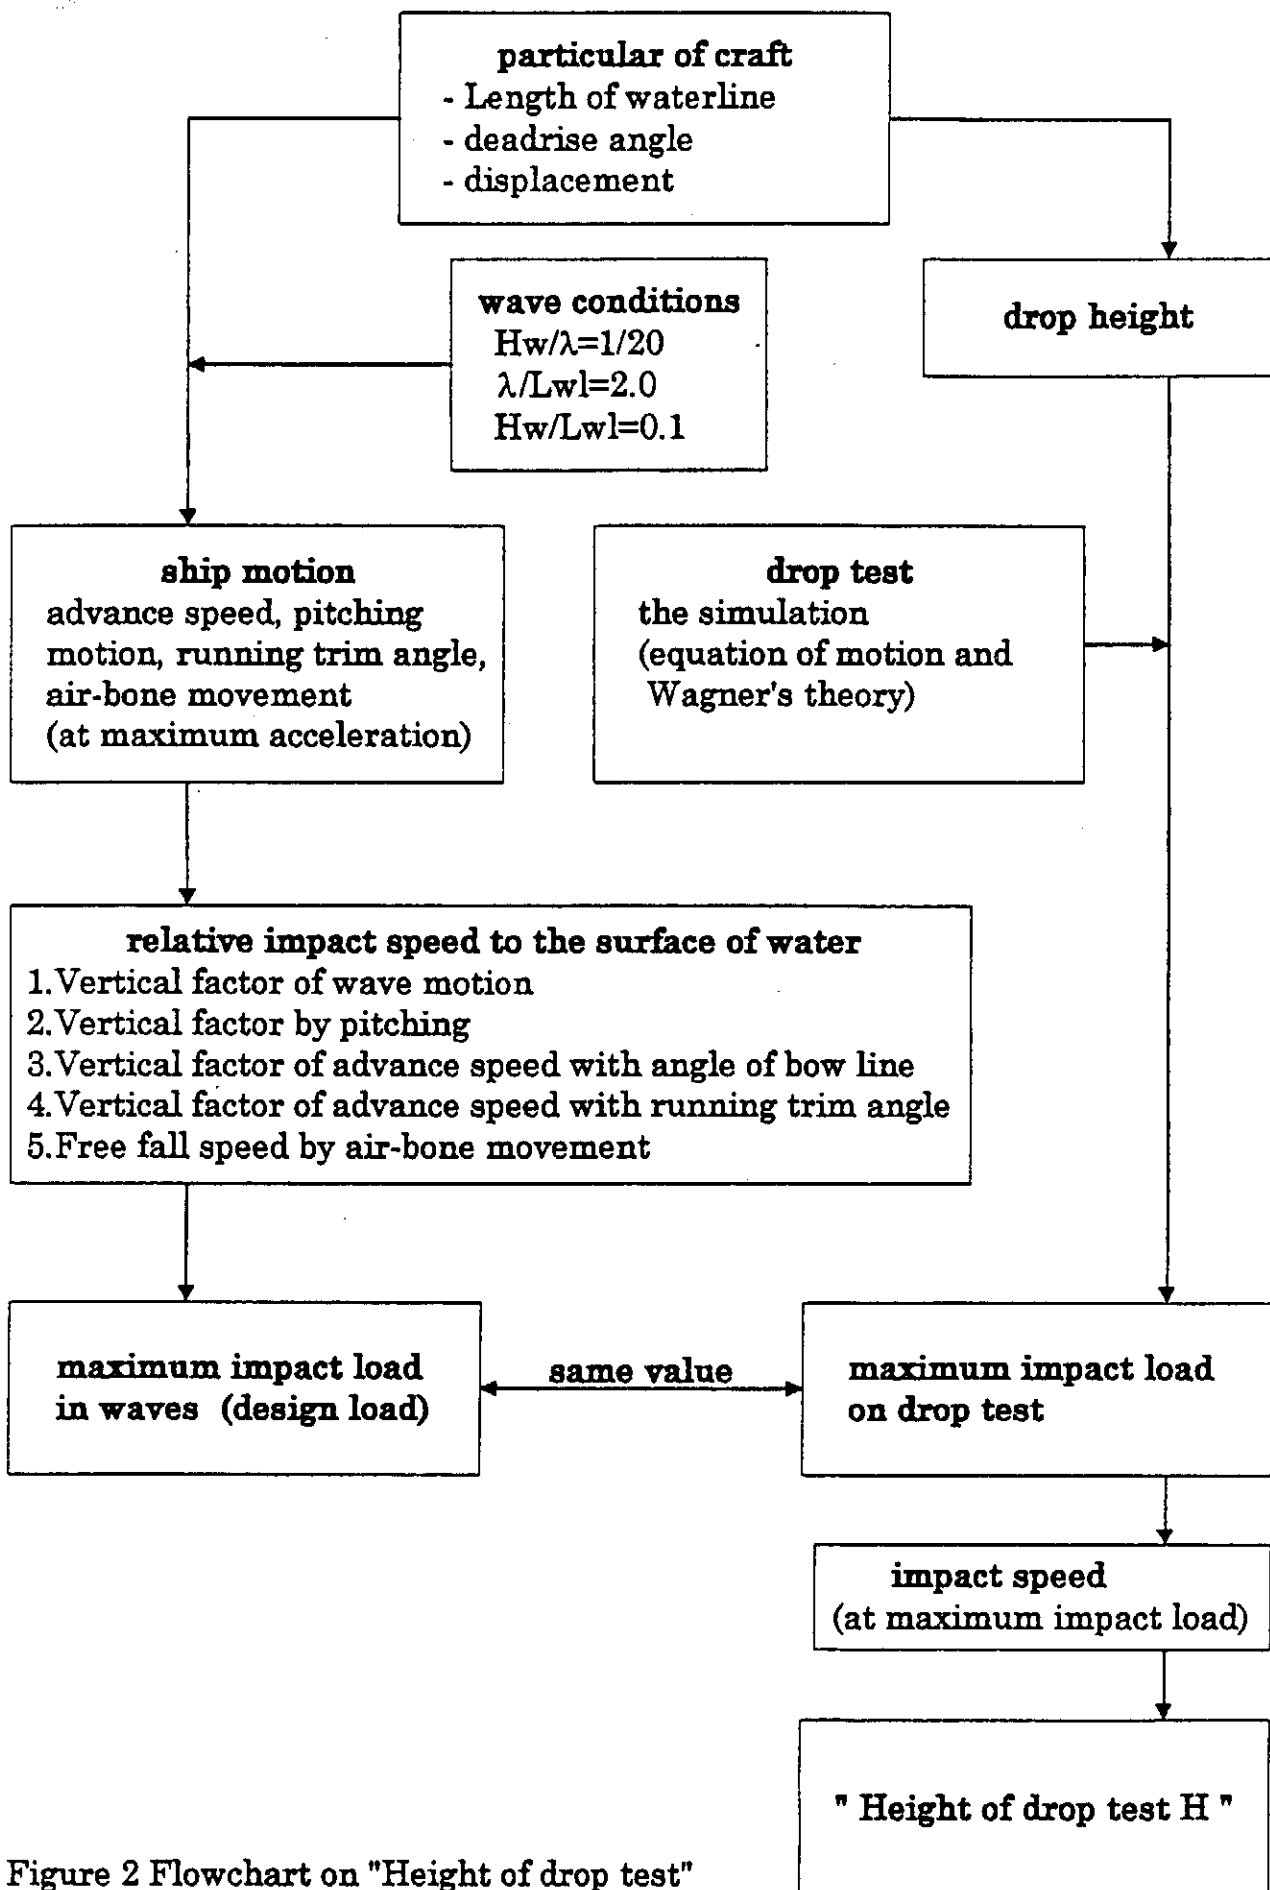 particular of craft
- Length of waterline
- deadrise angle
- displacement
wave conditions
Hw/λ=1/20
λ/Lwl=2.0
Hw/Lwl=0.1
drop height
ship motion
advance speed, pitching
motion, running trim angle,
air-bone movement
(at maximum acceleration)
drop test
the simulation
(equation of motion and
Wagner's theory)
relative impact speed to the surface of water
1.Vertical factor of wave motion
2.Vertical factor by pitching
3.Vertical factor of advance speed with angle of bow line
4.Vertical factor of advance speed with running trim angle
5.Free fall speed by air-bone movement
maximum impact load
in waves (design load)
same value
maximum impact load
on drop test
impact speed
(at maximum impact load)
" Height of drop test H "
Figure 2 Flowchart on "Height of drop test"